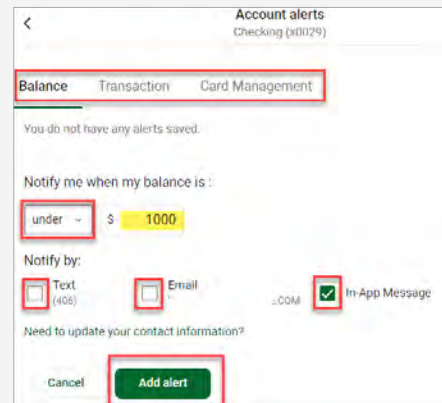 Account alerts
Checking (x0029)
Balance Transaction Card Management
You do not have any alerts saved.
Notify me when my balance is :
under $ 1000
Notify by:
Text Email In-App Message
(406) .COM
Need to update your contact information?
Cancel Add alert